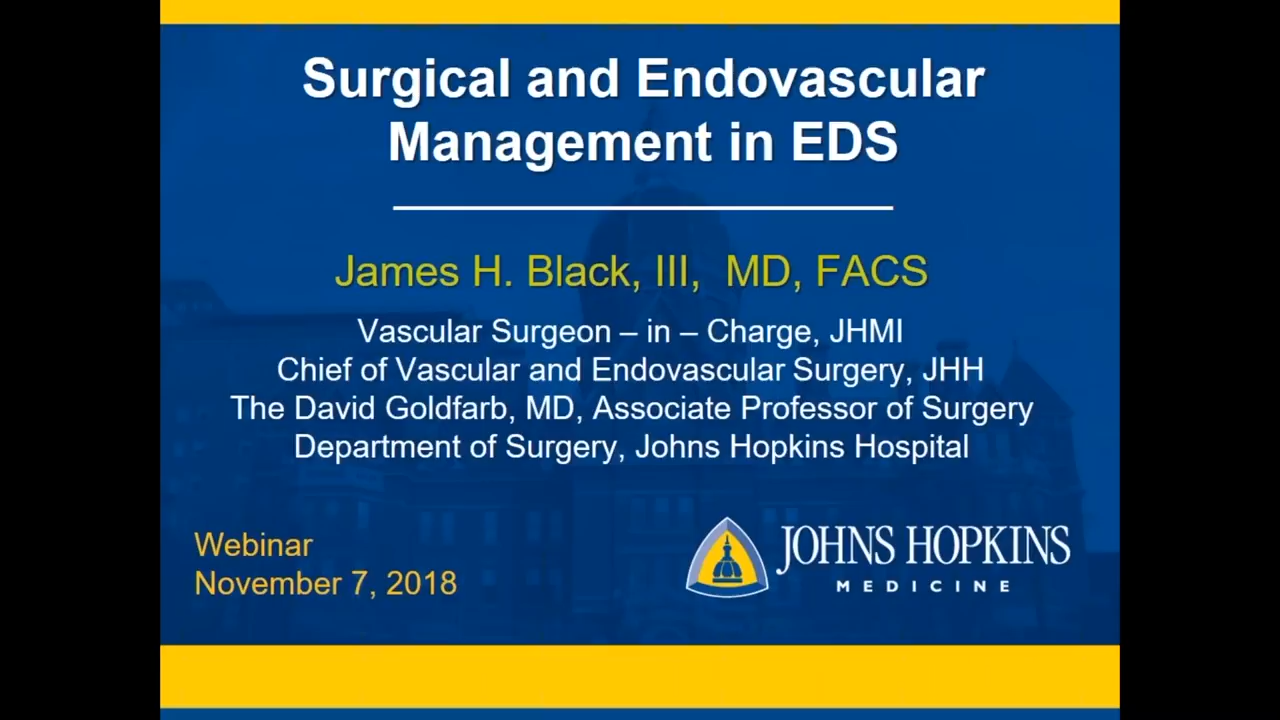 Surgical and Endovascular
Management in EDS
James H. Black, III, MD, FACS
Vascular Surgeon – in – Charge, JHMI
Chief of Vascular and Endovascular Surgery, JHH
The David Goldfarb, MD, Associate Professor of Surgery
Department of Surgery, Johns Hopkins Hospital
Webinar
November 7, 2018
JOHNS HOPKINS
MEDICINE